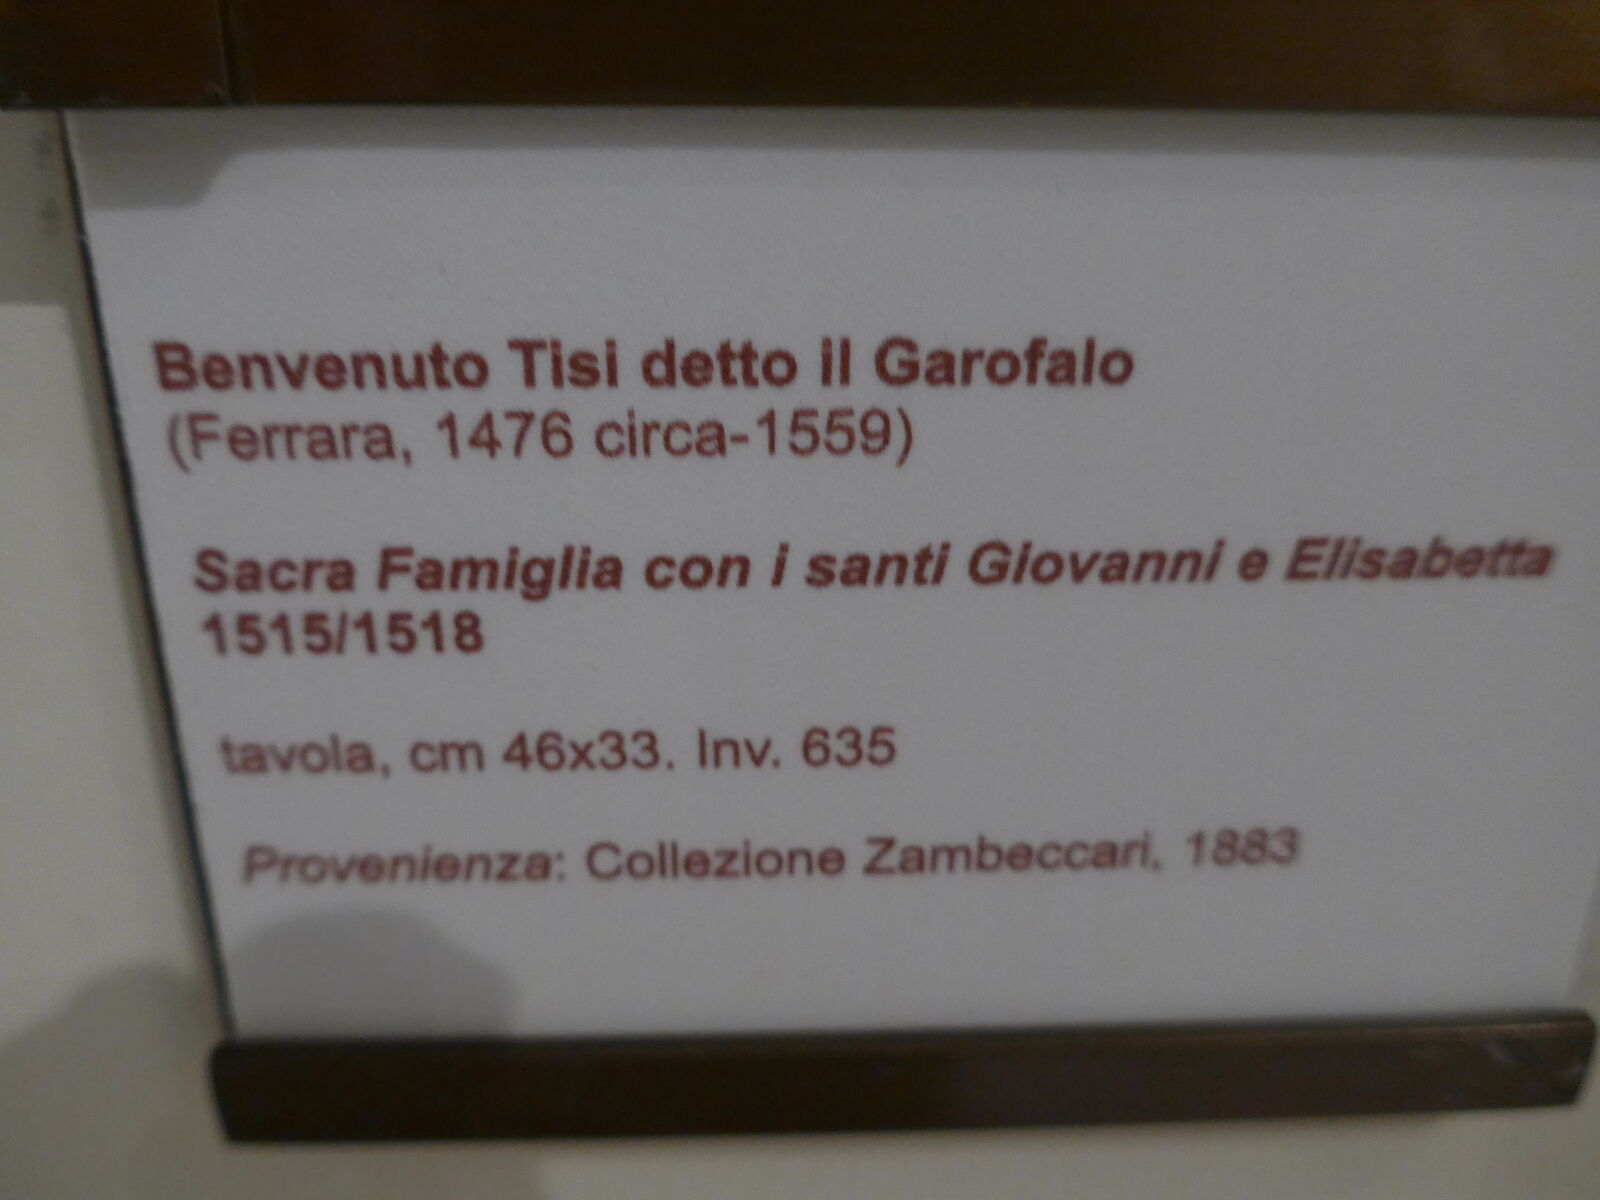 Benvenuto Tisi detto il Garofalo
(Ferrara, 1476 circa-1559)
Sacra Famiglia con i santi Giovanni e Elisabetta
1515/1518
tavola, cm 46x33. Inv. 635
Provenienza: Collezione Zambeccari, 1883